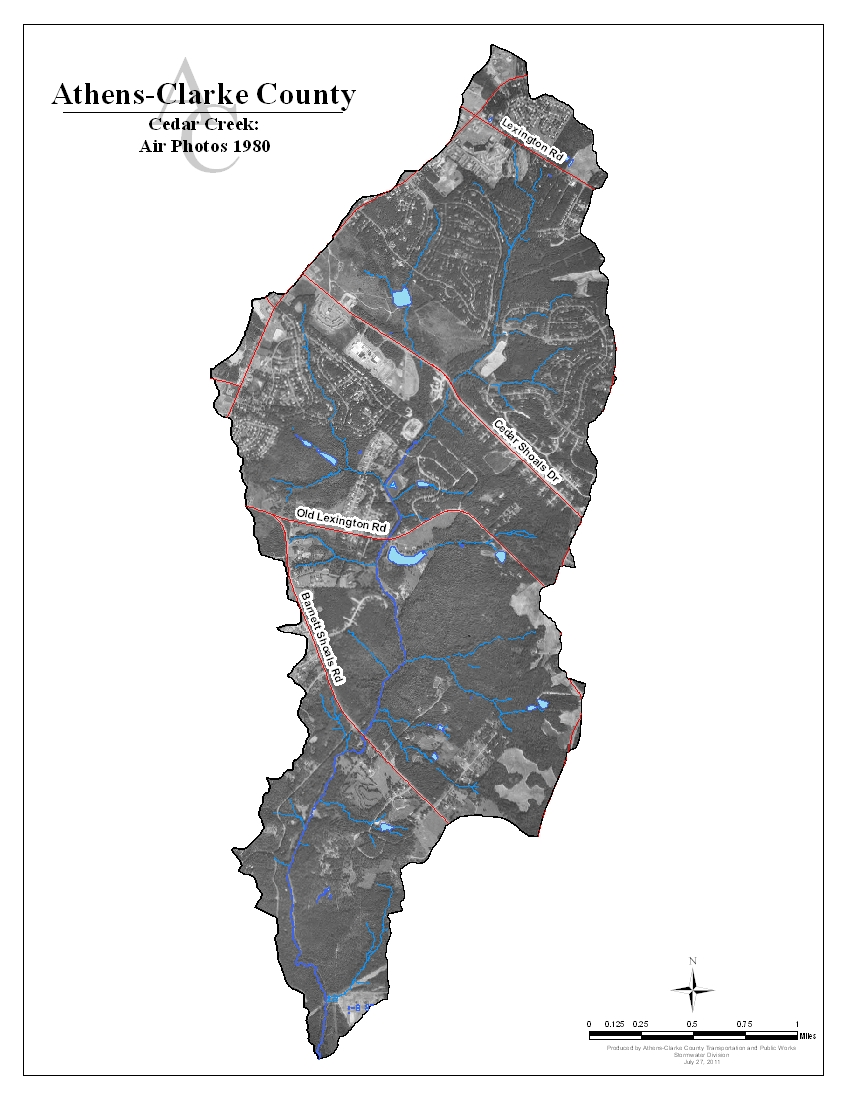 AC
Athens-Clarke County
Cedar Creek:
Air Photos 1980
Lexington Rd
Cedar Shoals Dr
Old Lexington Rd
Barnett Shoals Rd
N
0 0.125 0.25 0.5 0.75 1
Miles
Produced by Athens-Clarke County Transportation and Public Works
Stormwater Division
July 27, 2011